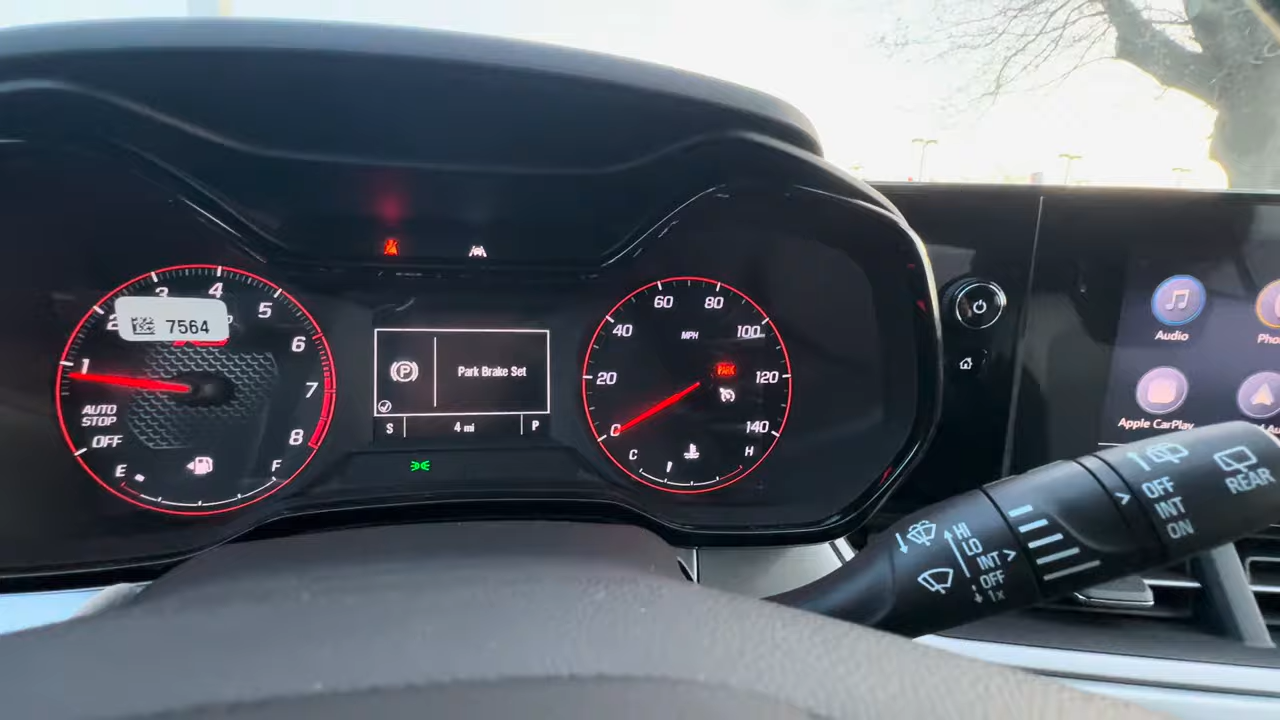 1
2
3
4
5
6
7
8
7564
AUTO
STOP
OFF
E
F
P
Park Brake Set
S
4 mi
P
0
20
40
60
80
100
120
140
MPH
PARK
C
H
Audio
Apple CarPlay
HI
LO
INT
OFF
1x
OFF
INT
ON
REAR